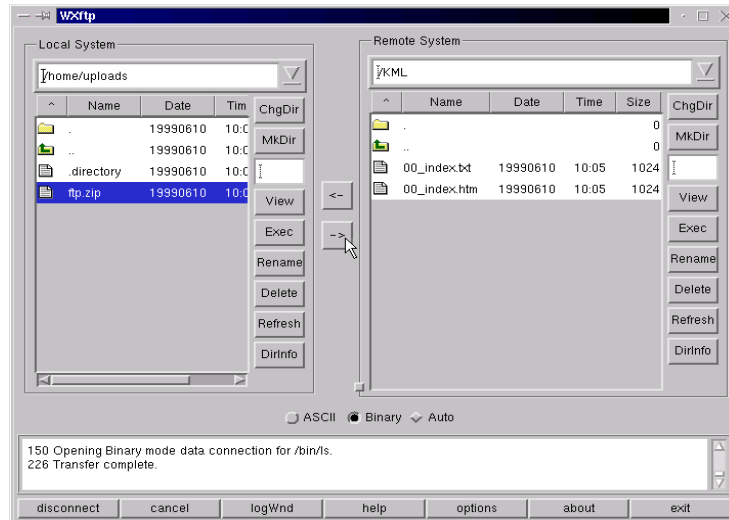 WXftp
Local System
/home/uploads
^ Name Date Tim
. 19990610 10:0
.. 19990610 10:0
.directory 19990610 10:0
ftp.zip 19990610 10:0
ChgDir
MkDir
View
Exec
Rename
Delete
Refresh
DirInfo
<-
->
Remote System
/KML
^ Name Date Time Size
. 0
.. 0
00_index.txt 19990610 10:05 1024
00_index.htm 19990610 10:05 1024
ChgDir
MkDir
View
Exec
Rename
Delete
Refresh
DirInfo
ASCII Binary Auto
150 Opening Binary mode data connection for /bin/ls.
226 Transfer complete.
disconnect cancel logWnd help options about exit